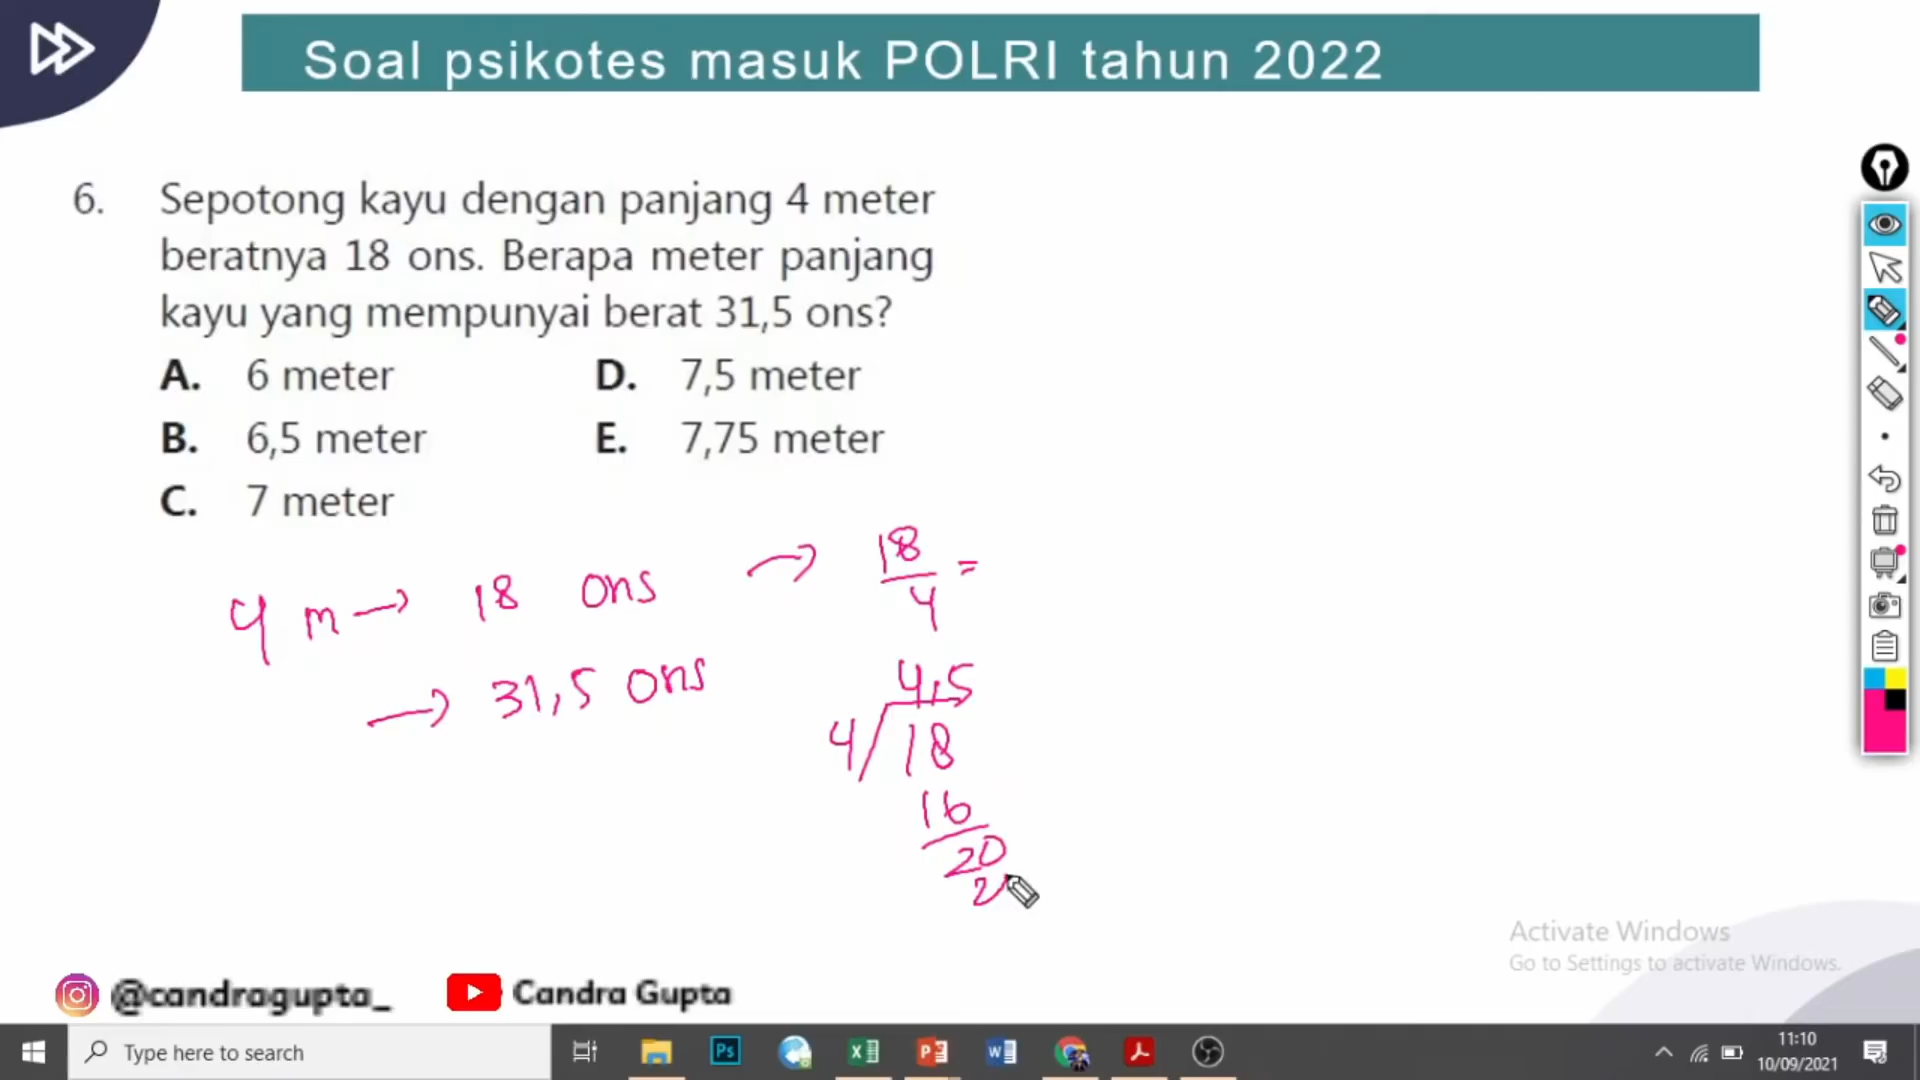 Soal psikotes masuk POLRI tahun 2022
6. Sepotong kayu dengan panjang 4 meter
beratnya 18 ons. Berapa meter panjang
kayu yang mempunyai berat 31,5 ons?
A. 6 meter
D. 7,5 meter
B. 6,5 meter
E. 7,75 meter
C. 7 meter
4 m → 18 ons → 18/4 =
→ 31,5 ons
4,5
4 / 18
16
20
2
Activate Windows
Go to Settings to activate Windows.
@candragupta_
Candra Gupta
Type here to search
Ps
11:10
10/09/2021